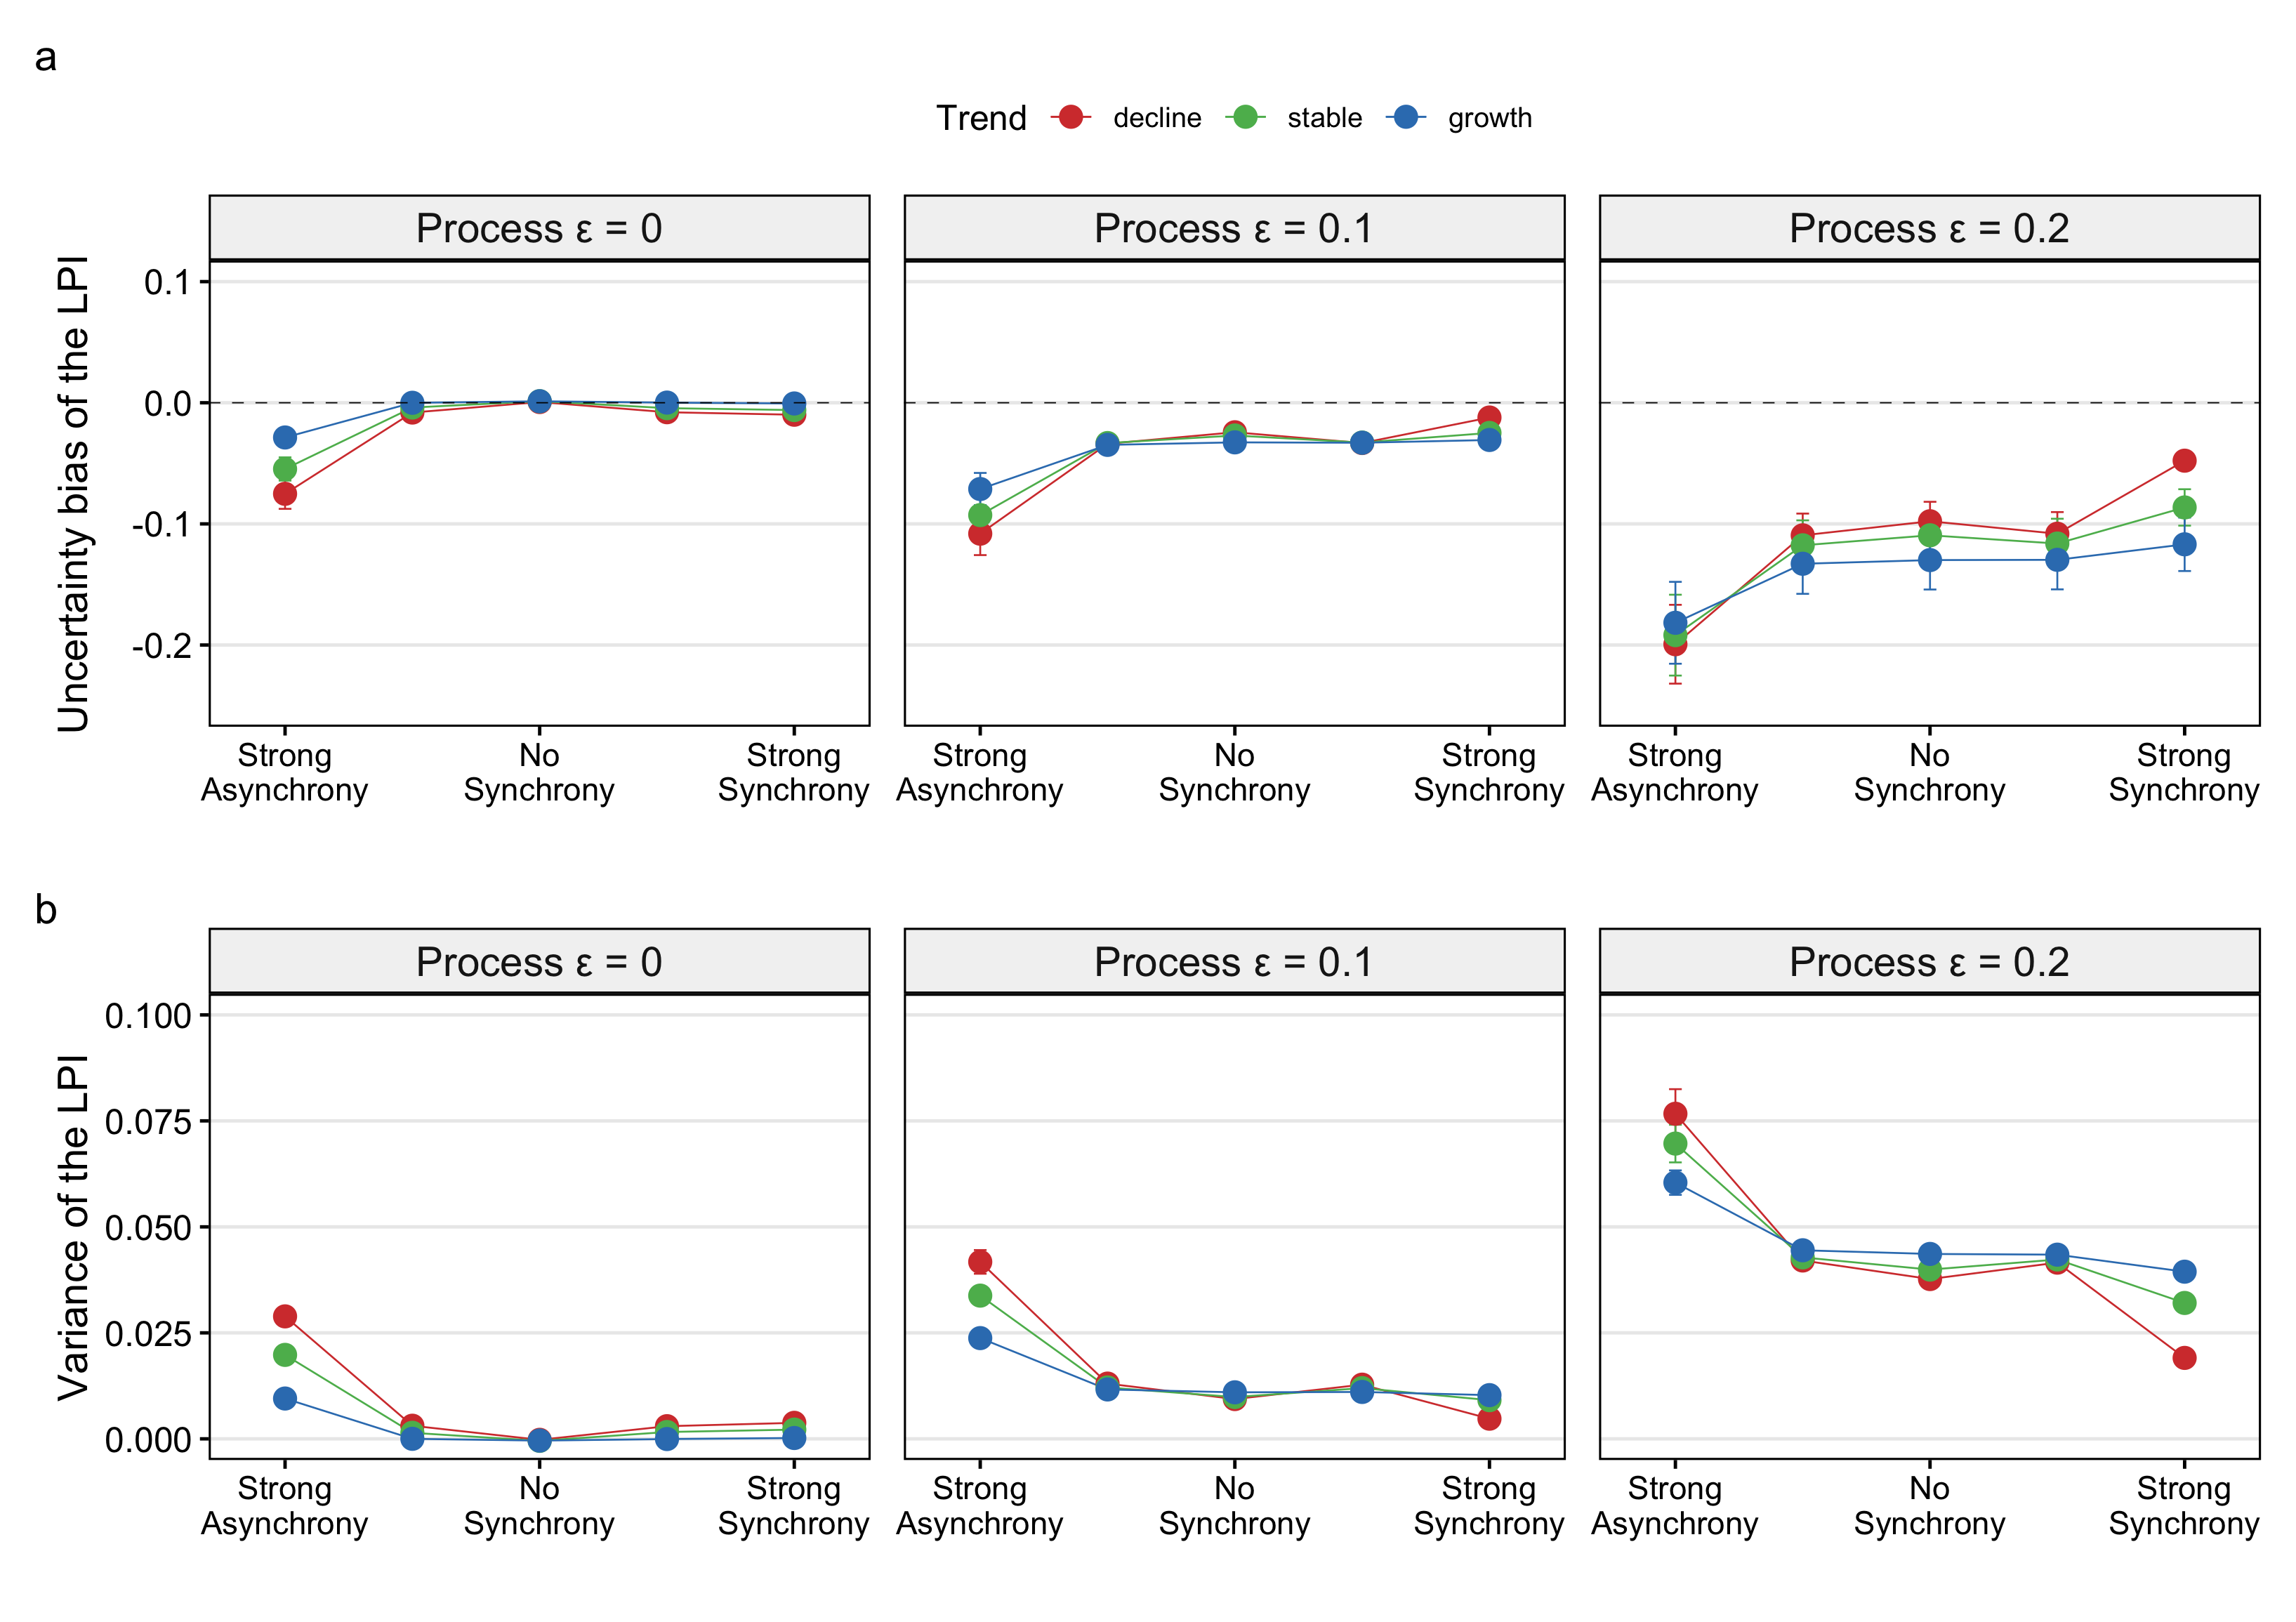 a
Trend decline stable growth
Process ε = 0 Process ε = 0.1 Process ε = 0.2
Uncertainty bias of the LPI
0.1
0.0
-0.1
-0.2
Strong No Strong Strong No Strong Strong No Strong
Asynchrony Synchrony Synchrony Asynchrony Synchrony Synchrony Asynchrony Synchrony Synchrony
b
Process ε = 0 Process ε = 0.1 Process ε = 0.2
Variance of the LPI
0.100
0.075
0.050
0.025
0.000
Strong No Strong Strong No Strong Strong No Strong
Asynchrony Synchrony Synchrony Asynchrony Synchrony Synchrony Asynchrony Synchrony Synchrony